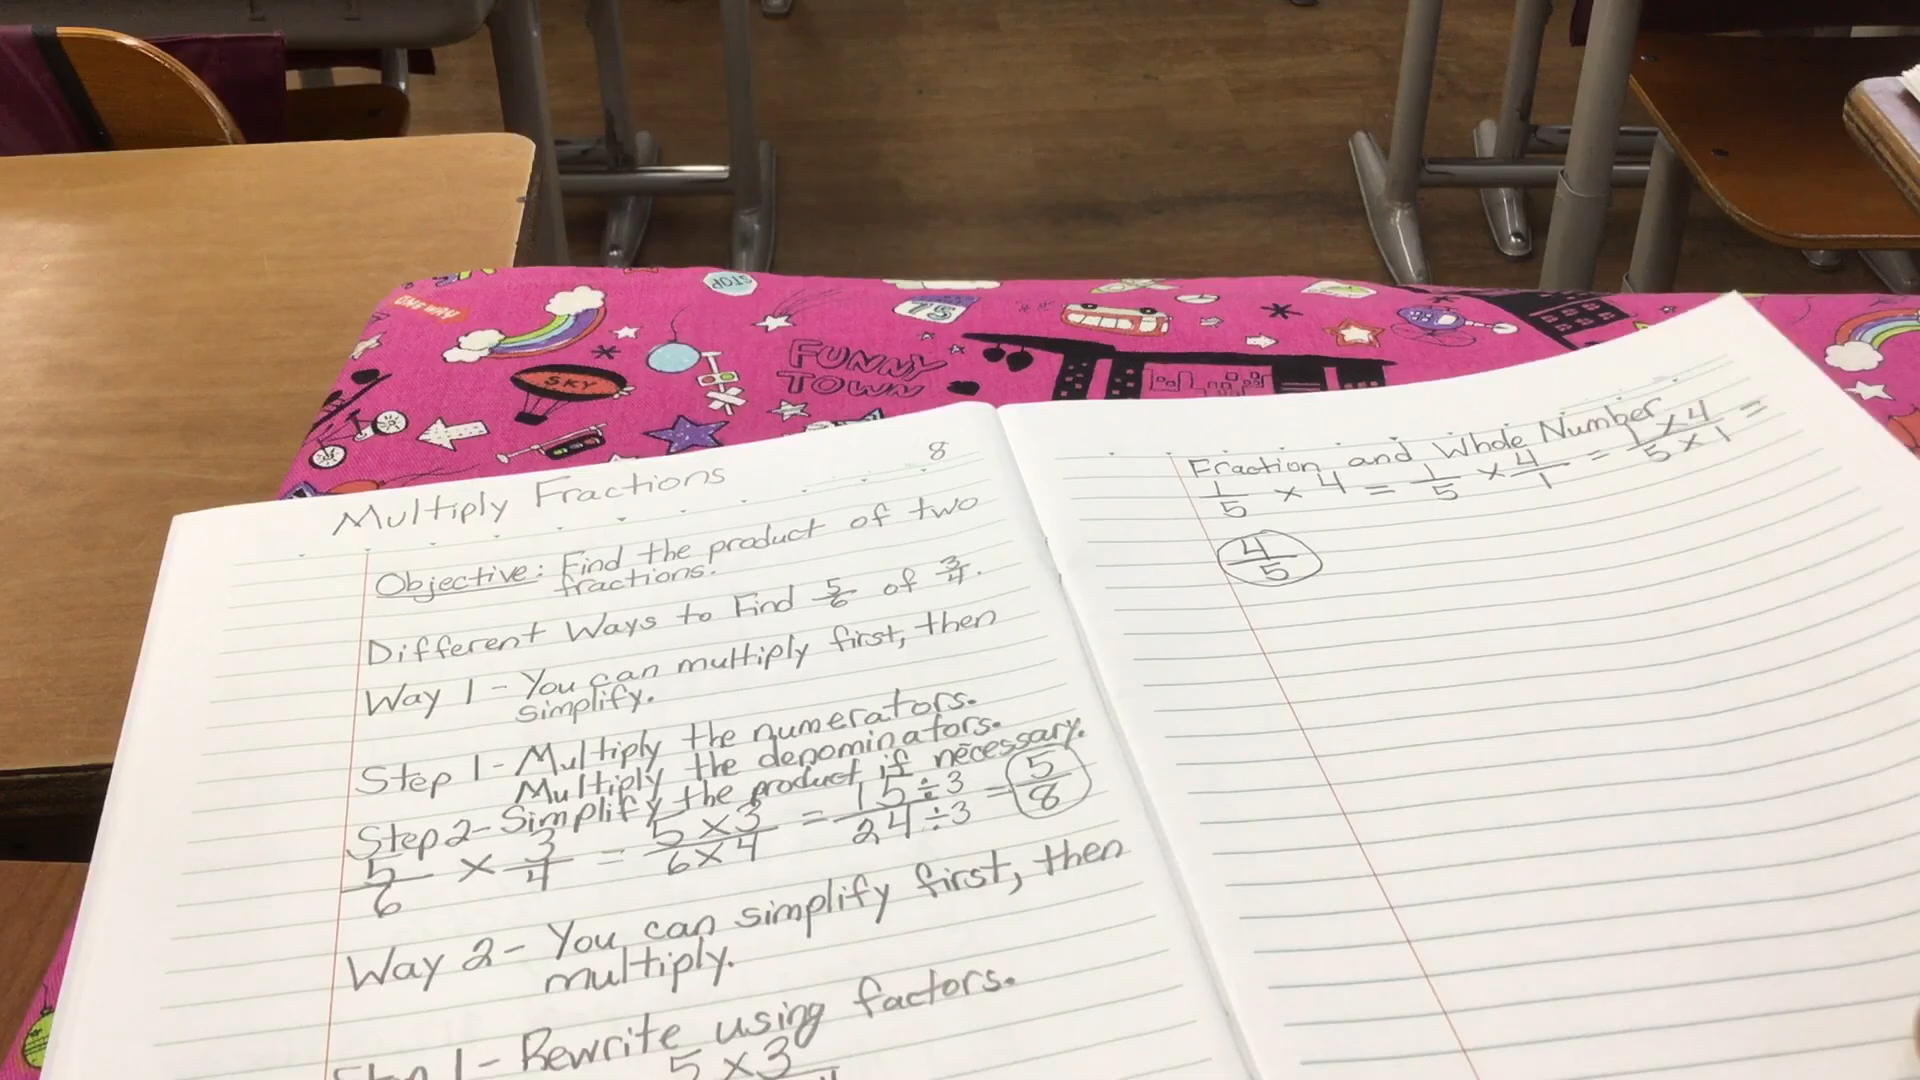 ONE WAY
STOP
15
SKY
FUNNY
TOWN
8
Multiply Fractions
Objective: Find the product of two
fractions.
Different Ways to Find 5/6 of 3/4.
Way 1 - You can multiply first, then
simplify.
Step 1 - Multiply the numerators.
Multiply the denominators.
Step 2 - Simplify the product if necessary.
5/6 × 3/4 = 5×3/6×4 = 15÷3/24÷3 = 5/8
Way 2 - You can simplify first, then
multiply.
Step 1 - Rewrite using factors.
5×3
Fraction and Whole Number
1/5 × 4 = 1/5 × 4/1 = 1×4/5×1 =
4/5